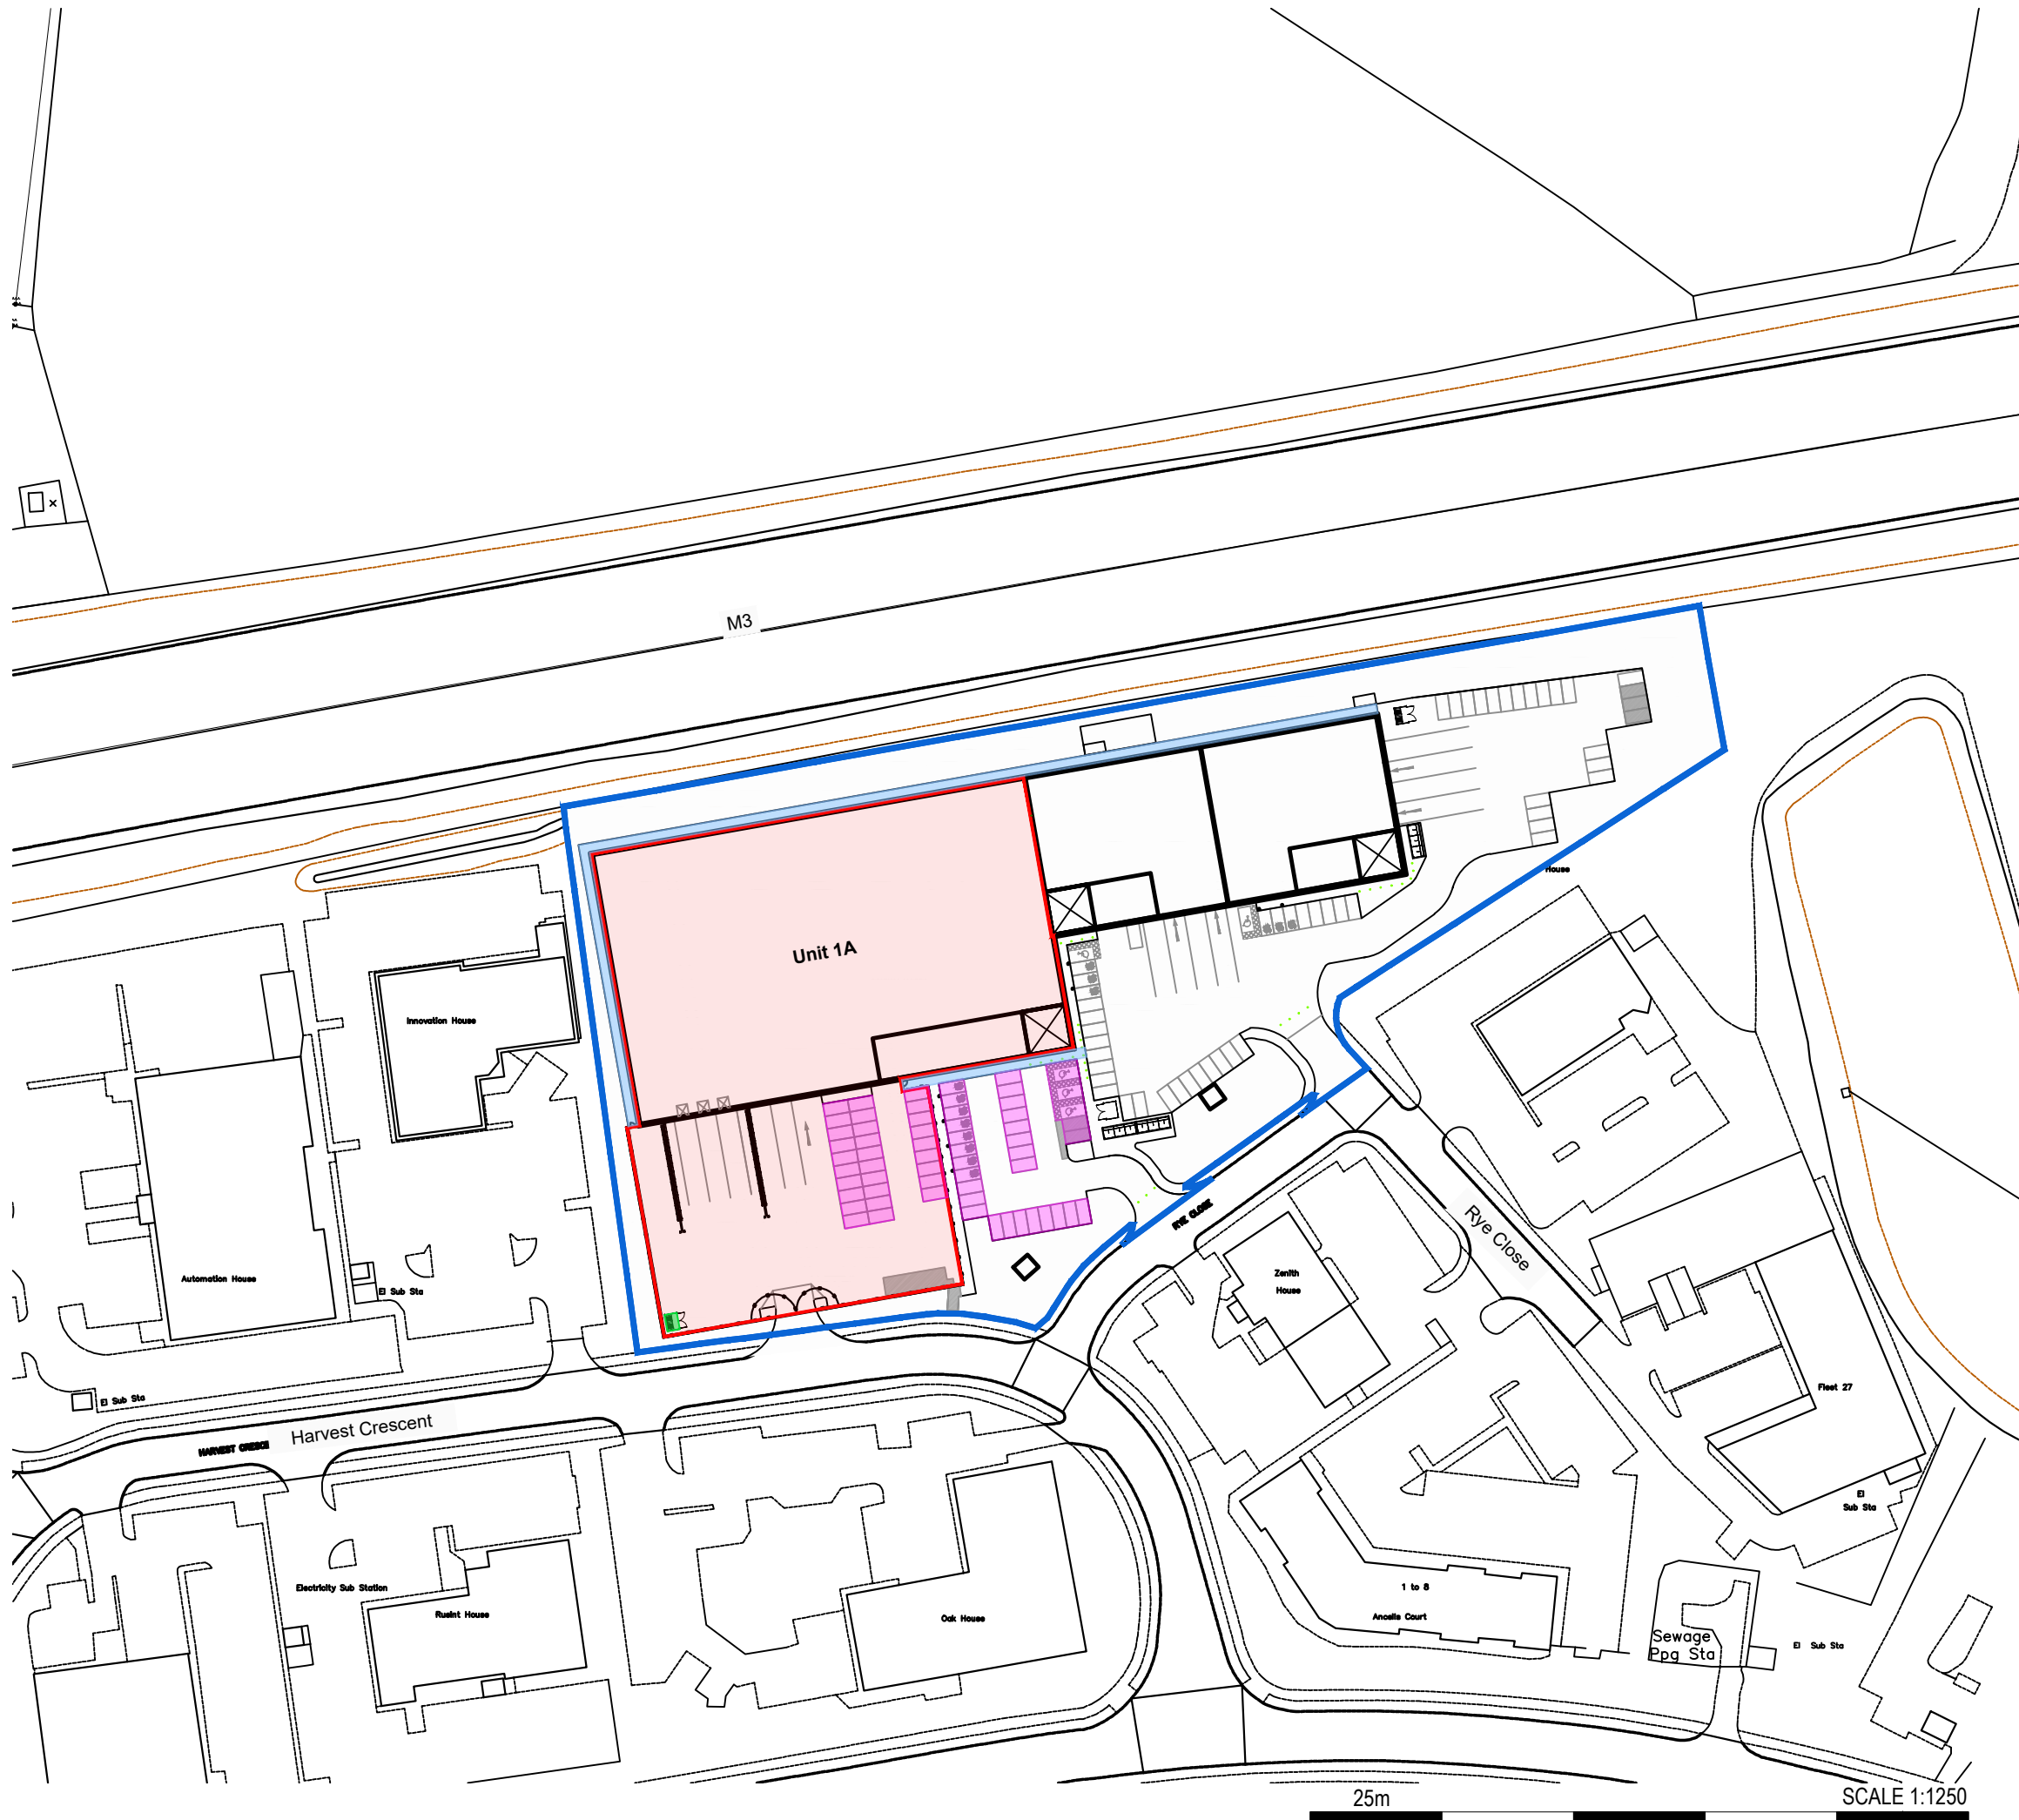 M3
House
Unit 1A
Innovation House
RYE CLOSE
Rye Close
Automation House
El Sub Sta
Zenith
House
Fleet 27
El Sub Sta
Harvest Crescent
HARVEST CRESCE
El
Sub Sta
Electricity Sub Station
Rusint House
Oak House
1 to 8
Ancells Court
Sewage
Ppg Sta
El Sub Sta
25m
SCALE 1:1250